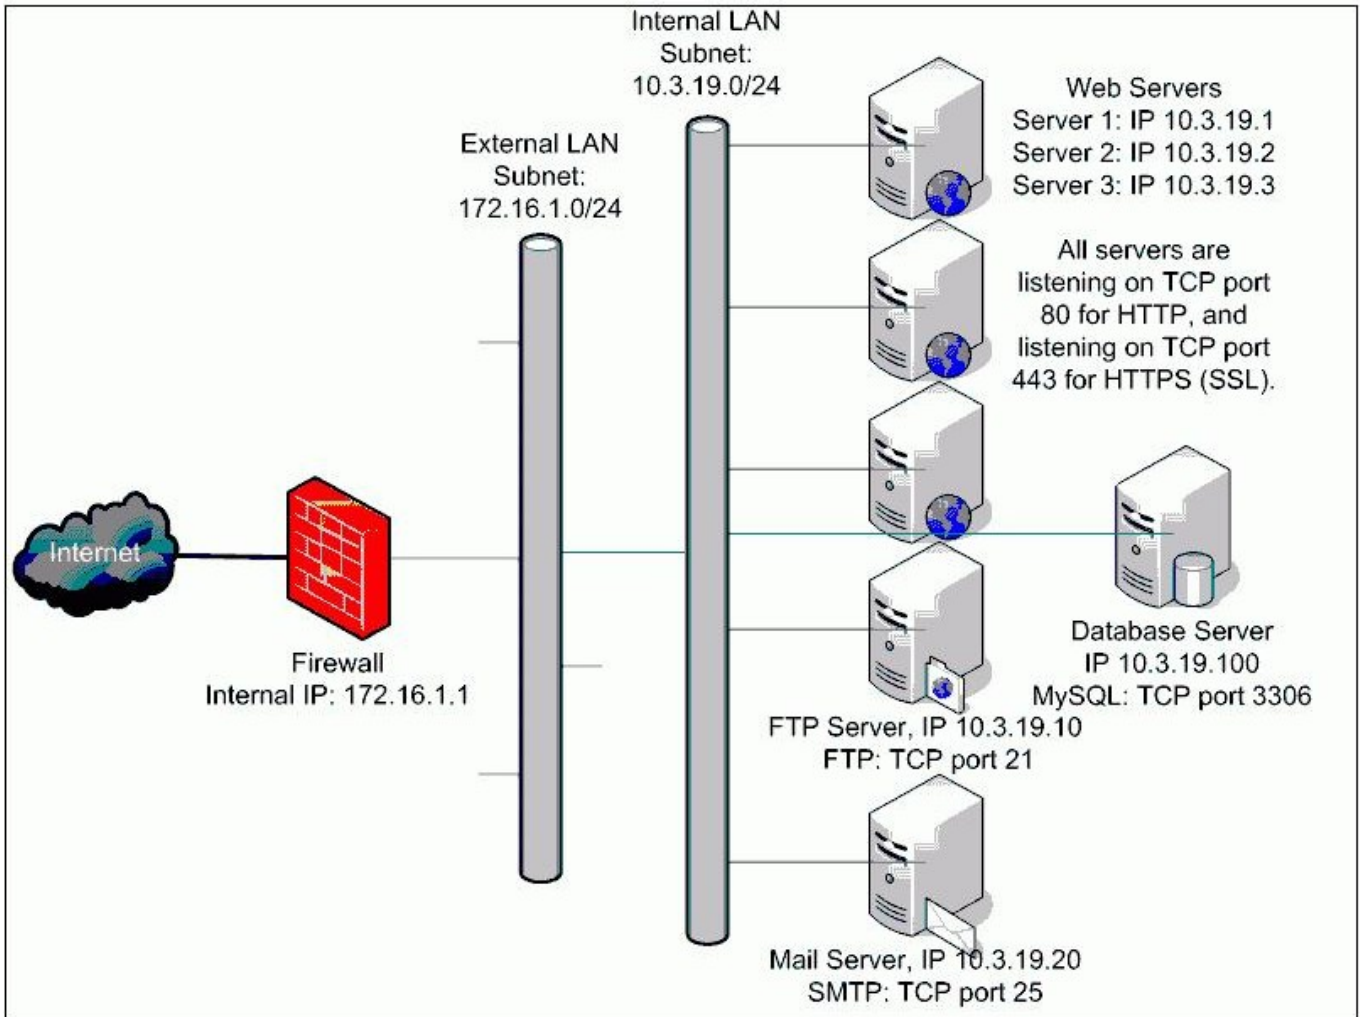 Internal LAN
Subnet:
10.3.19.0/24
External LAN
Subnet:
172.16.1.0/24
Web Servers
Server 1: IP 10.3.19.1
Server 2: IP 10.3.19.2
Server 3: IP 10.3.19.3
All servers are
listening on TCP port
80 for HTTP, and
listening on TCP port
443 for HTTPS (SSL).
Internet
Firewall
Internal IP: 172.16.1.1
Database Server
IP 10.3.19.100
MySQL: TCP port 3306
FTP Server, IP 10.3.19.10
FTP: TCP port 21
Mail Server, IP 10.3.19.20
SMTP: TCP port 25